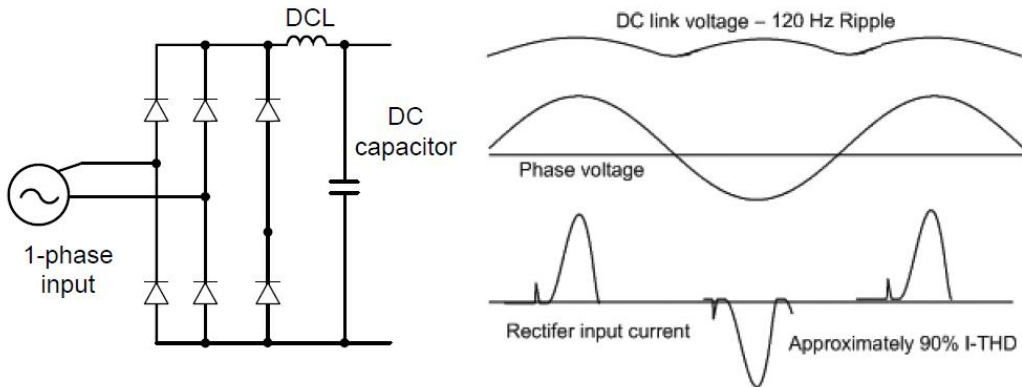 DCL
DC
capacitor
1-phase
input
DC link voltage – 120 Hz Ripple
Phase voltage
Rectifer input current
Approximately 90% I-THD